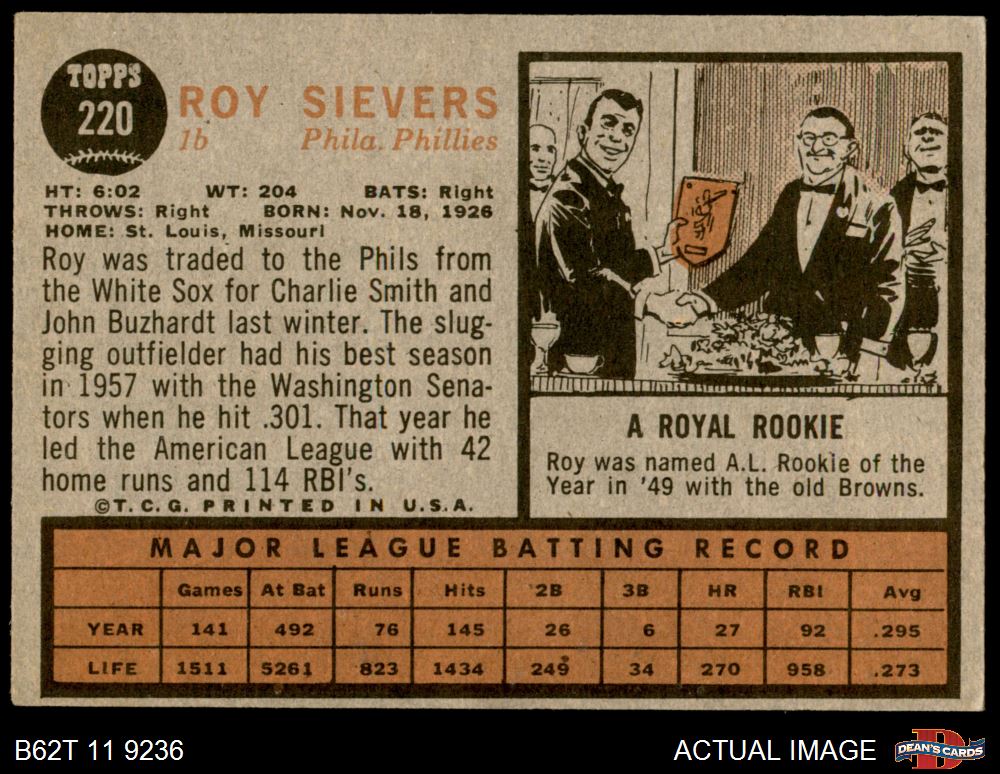 TOPPS
220
ROY SIEVERS
1b Phila. Phillies
HT: 6:02 WT: 204 BATS: Right
THROWS: Right BORN: Nov. 18, 1926
HOME: St. Louis, Missouri
Roy was traded to the Phils from
the White Sox for Charlie Smith and
John Buzhardt last winter. The slug-
ging outfielder had his best season
in 1957 with the Washington Sena-
tors when he hit .301. That year he
led the American League with 42
home runs and 114 RBI's.
©T.C.G. PRINTED IN U.S.A.
A ROYAL ROOKIE
Roy was named A.L. Rookie of the
Year in '49 with the old Browns.
MAJOR LEAGUE BATTING RECORD
Games At Bat Runs Hits 2B 3B HR RBI Avg
YEAR 141 492 76 145 26 6 27 92 .295
LIFE 1511 5261 823 1434 249 34 270 958 .273
B62T 11 9236 ACTUAL IMAGE
D
DEAN'S CARDS